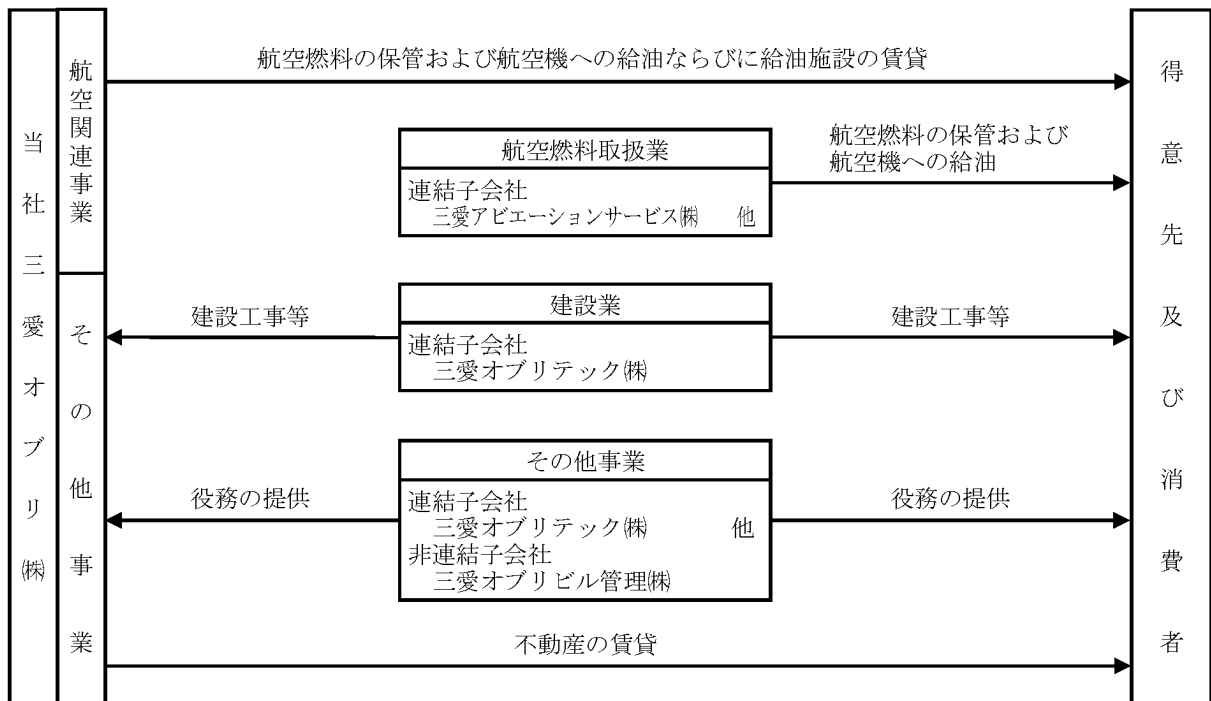 当社三愛オブリ㈱
航空関連事業
航空燃料の保管および航空機への給油ならびに給油施設の賃貸
航空燃料取扱業
連結子会社
三愛アビエーションサービス㈱　他
航空燃料の保管および
航空機への給油
その他事業
建設工事等
建設業
連結子会社
三愛オブリテック㈱
建設工事等
役務の提供
その他事業
連結子会社
三愛オブリテック㈱　他
非連結子会社
三愛オブリビル管理㈱
役務の提供
不動産の賃貸
得意先及び消費者